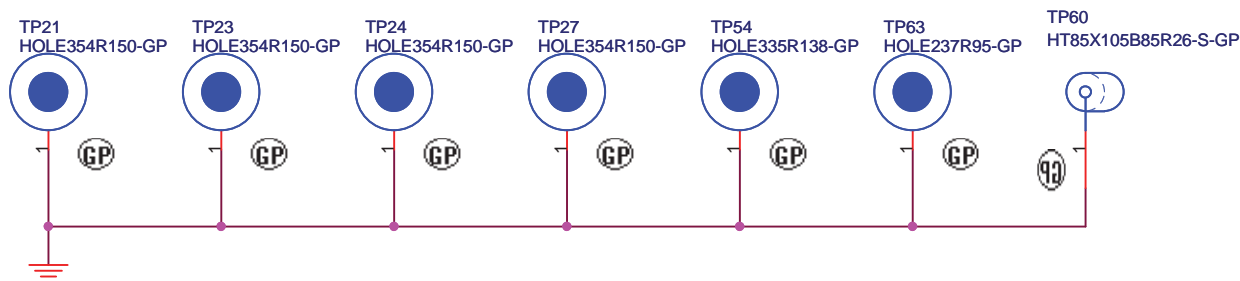 TP21
HOLE354R150-GP
TP23
HOLE354R150-GP
TP24
HOLE354R150-GP
TP27
HOLE354R150-GP
TP54
HOLE335R138-GP
TP63
HOLE237R95-GP
TP60
HT85X105B85R26-S-GP
1
GP
1
GP
1
GP
1
GP
1
GP
1
GP
1
GP